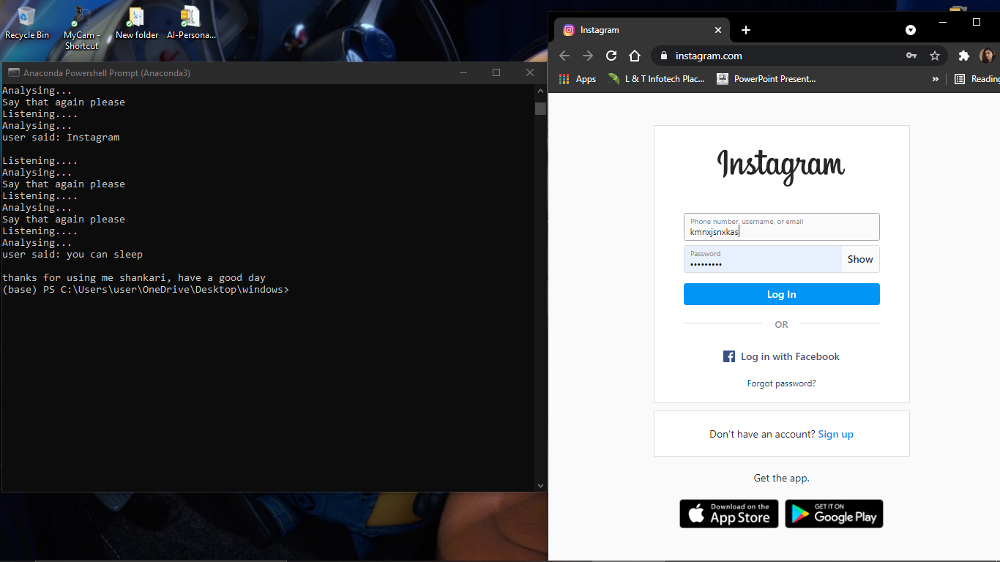 Recycle Bin
MyCam -
Shortcut
New folder
AI-Persona...
Anaconda Powershell Prompt (Anaconda3)
Analysing...
Say that again please
Listening....
Analysing...
user said: Instagram
Listening....
Analysing...
Say that again please
Listening....
Analysing...
Say that again please
Listening....
Analysing...
user said: you can sleep
thanks for using me shankari, have a good day
(base) PS C:\Users\user\OneDrive\Desktop\windows>
Instagram
instagram.com
Apps
L & T Infotech Plac...
PowerPoint Present...
»
Reading
Instagram
Phone number, username, or email
kmnxjsnxkas
Password
•••••••••
Show
Log In
OR
Log in with Facebook
Forgot password?
Don't have an account? Sign up
Get the app.
Download on the
App Store
GET IT ON
Google Play